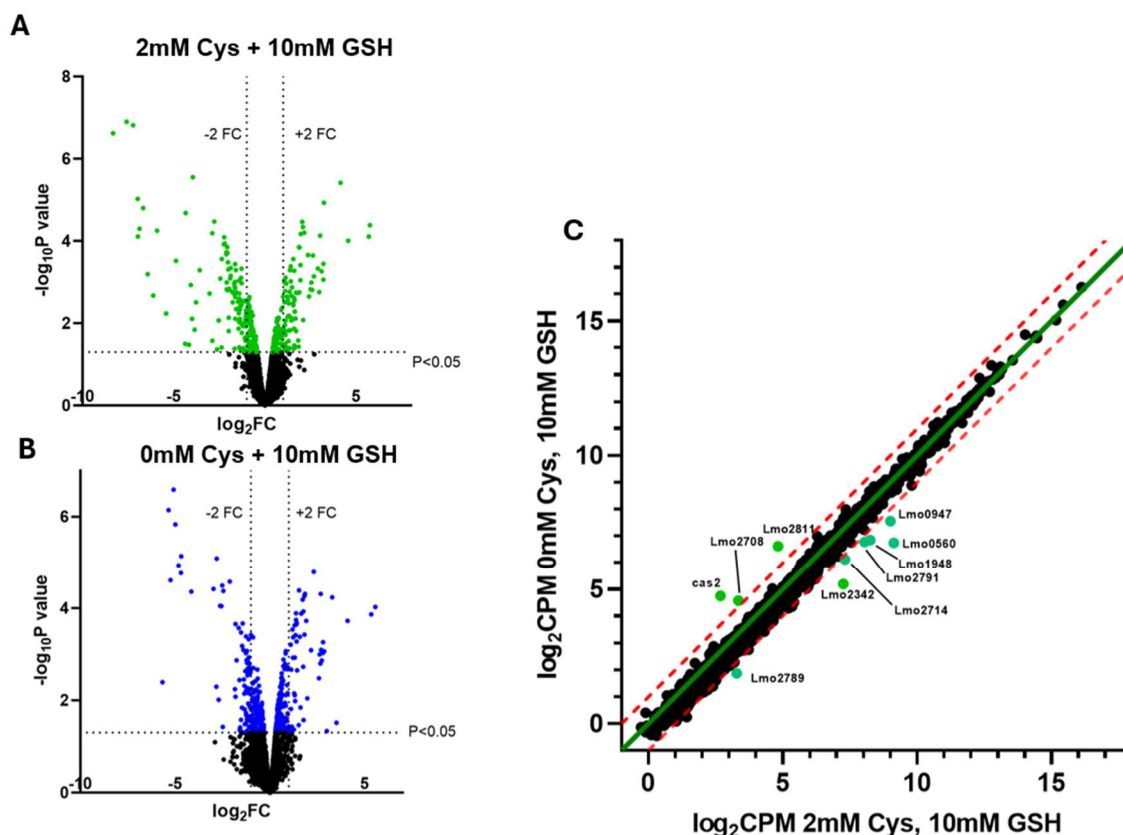 A
2mM Cys + 10mM GSH
8
6
4
2
0
-log10P value
-2 FC
+2 FC
P<0.05
-10
-5
5
log2FC
B
0mM Cys + 10mM GSH
6
4
2
0
-log10P value
-2 FC
+2 FC
P<0.05
-10
-5
5
log2FC
C
15
10
5
0
log2CPM 0mM Cys, 10mM GSH
Lmo2811
Lmo2708
cas2
Lmo0947
Lmo0560
Lmo1948
Lmo2791
Lmo2342
Lmo2714
Lmo2789
0
5
10
15
log2CPM 2mM Cys, 10mM GSH